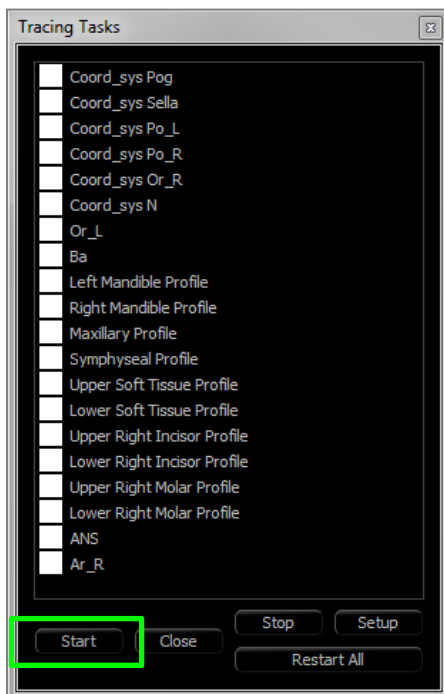 Tracing Tasks
Coord_sys Pog
Coord_sys Sella
Coord_sys Po_L
Coord_sys Po_R
Coord_sys Or_R
Coord_sys N
Or_L
Ba
Left Mandible Profile
Right Mandible Profile
Maxillary Profile
Symphyseal Profile
Upper Soft Tissue Profile
Lower Soft Tissue Profile
Upper Right Incisor Profile
Lower Right Incisor Profile
Upper Right Molar Profile
Lower Right Molar Profile
ANS
Ar_R
Stop Setup
Start Close
Restart All